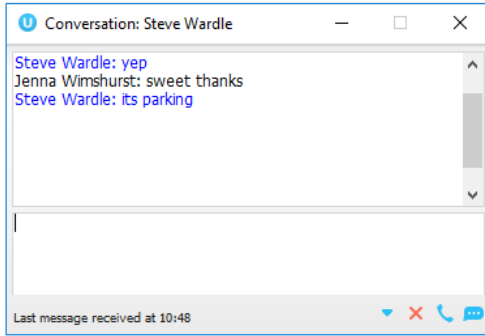 U Conversation: Steve Wardle
Steve Wardle: yep
Jenna Wimshurst: sweet thanks
Steve Wardle: its parking
Last message received at 10:48